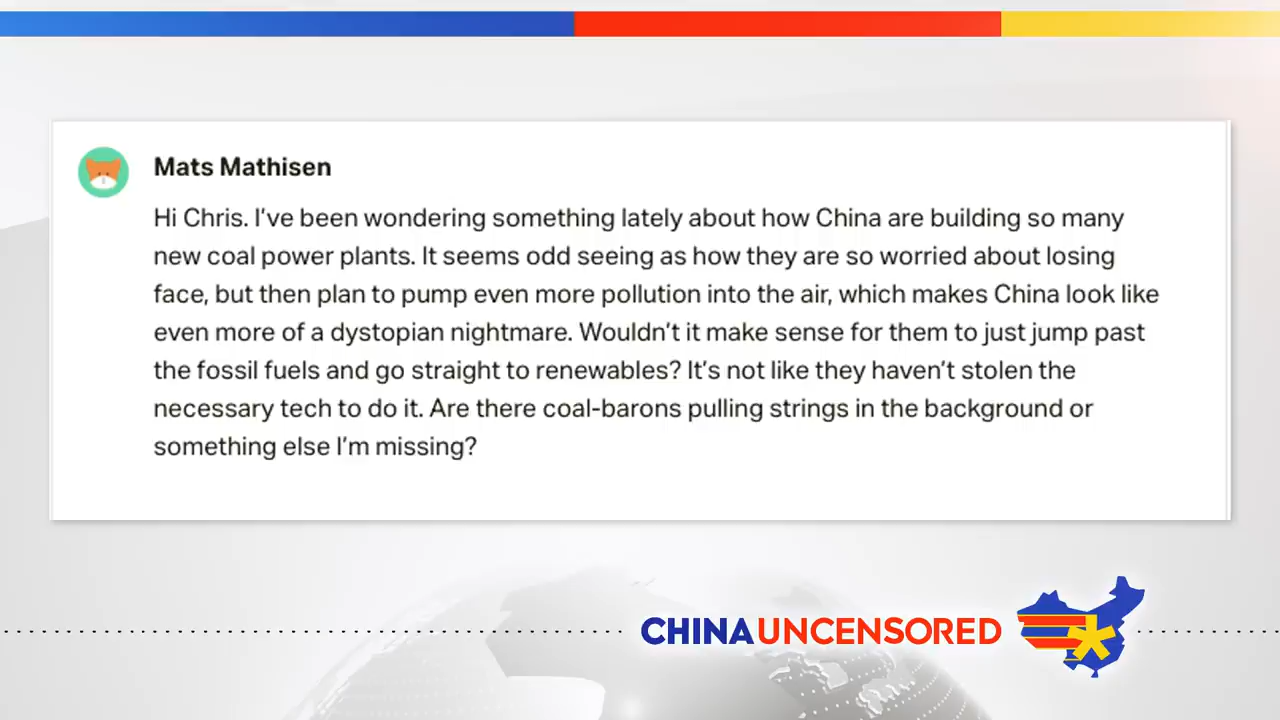 Mats Mathisen
Hi Chris. I've been wondering something lately about how China are building so many
new coal power plants. It seems odd seeing as how they are so worried about losing
face, but then plan to pump even more pollution into the air, which makes China look like
even more of a dystopian nightmare. Wouldn't it make sense for them to just jump past
the fossil fuels and go straight to renewables? It's not like they haven't stolen the
necessary tech to do it. Are there coal-barons pulling strings in the background or
something else I'm missing?
CHINA UNCENSORED